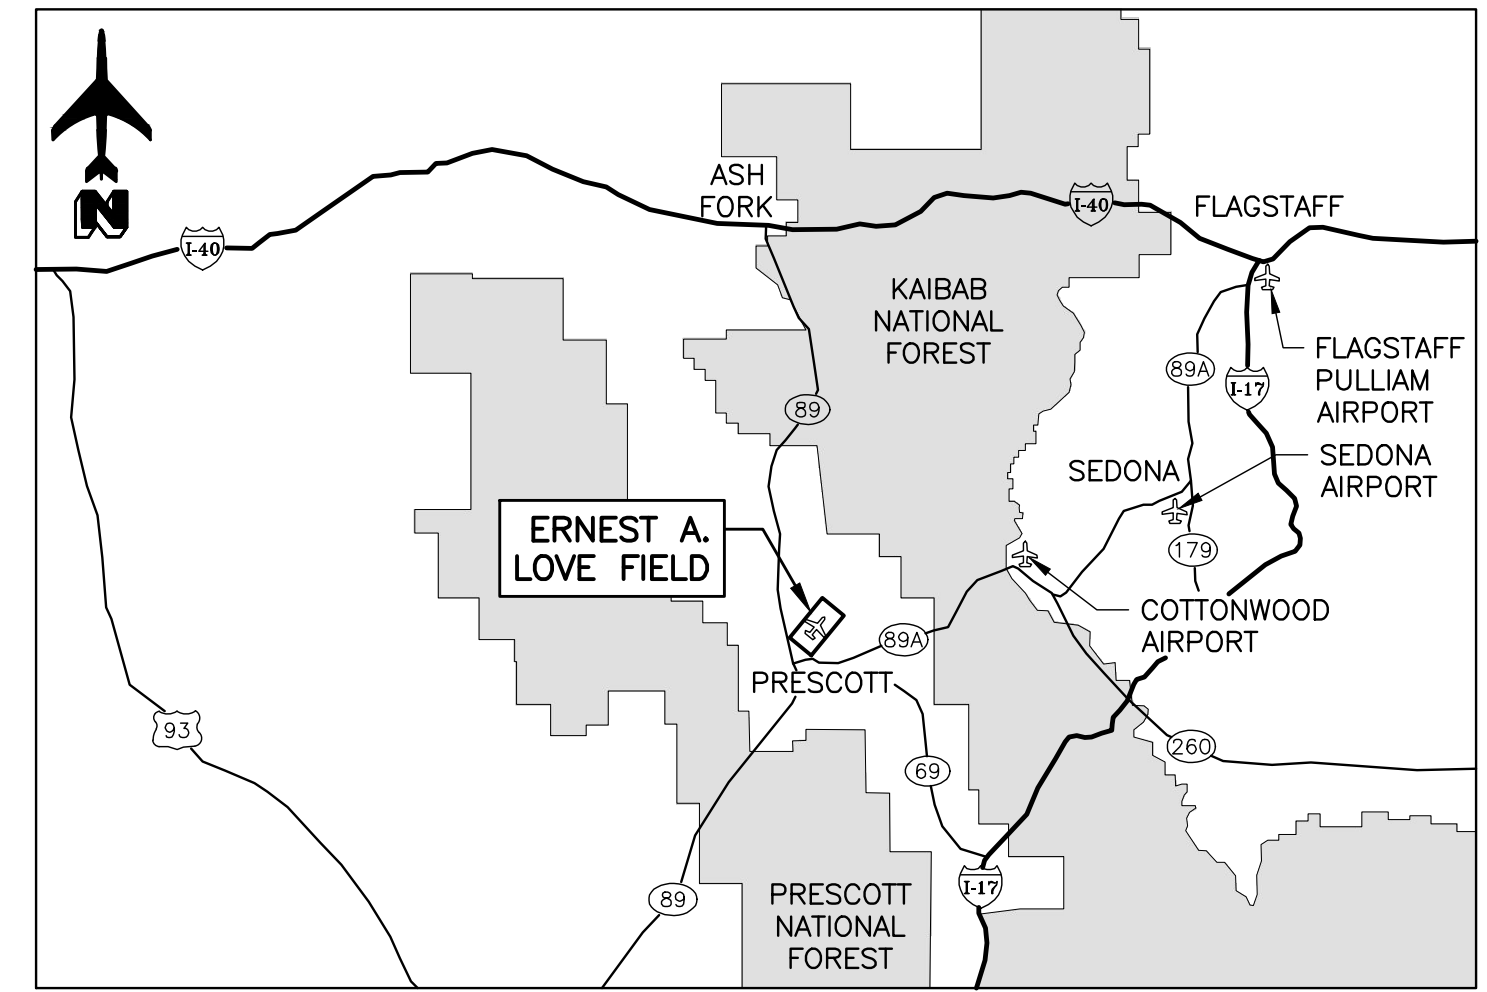 N
I-40
ASH
FORK
I-40
FLAGSTAFF
KAIBAB
NATIONAL
FOREST
FLAGSTAFF
PULLIAM
AIRPORT
89A
I-17
89
SEDONA
SEDONA
AIRPORT
ERNEST A.
LOVE FIELD
179
COTTONWOOD
AIRPORT
89A
PRESCOTT
93
260
69
I-17
89
PRESCOTT
NATIONAL
FOREST